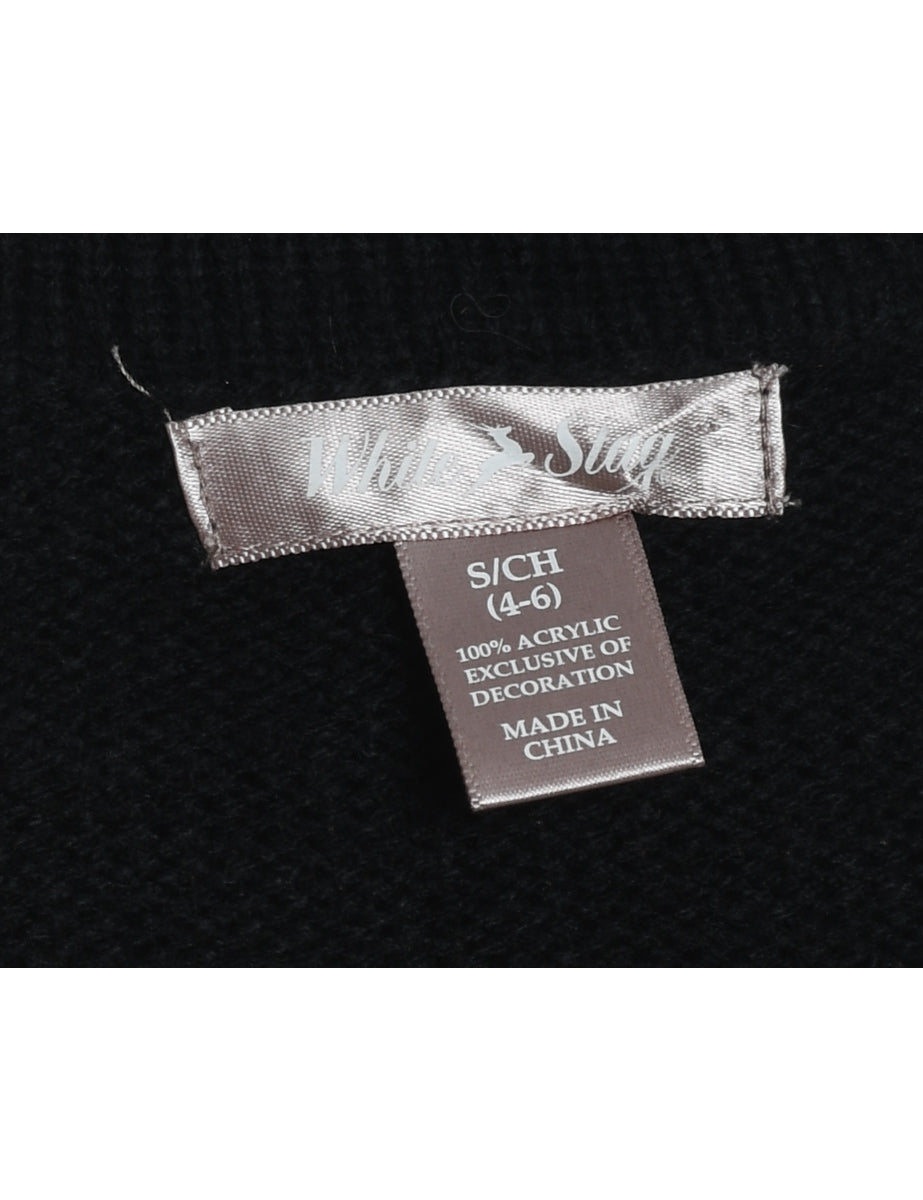 White Stag
S/CH
(4-6)
100% ACRYLIC
EXCLUSIVE OF
DECORATION
MADE IN
CHINA